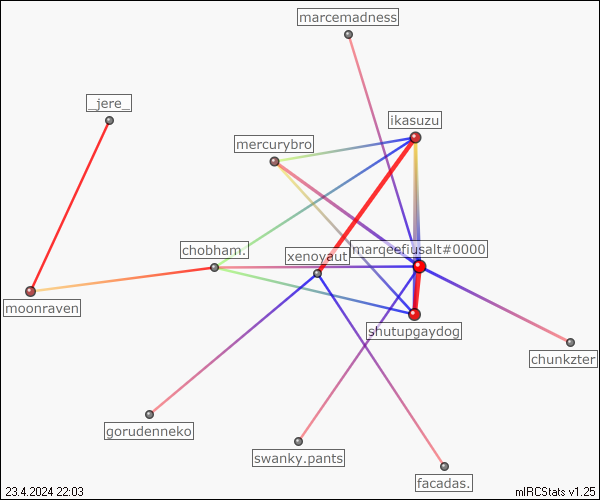 marcemadness
_jere_
ikasuzu
mercurybro
chobham.
xenoyaut
marqeefiusalt#0000
moonraven
shutupgaydog
chunkzter
gorudenneko
swanky.pants
facadas.
23.4.2024 22:03
mIRCStats v1.25